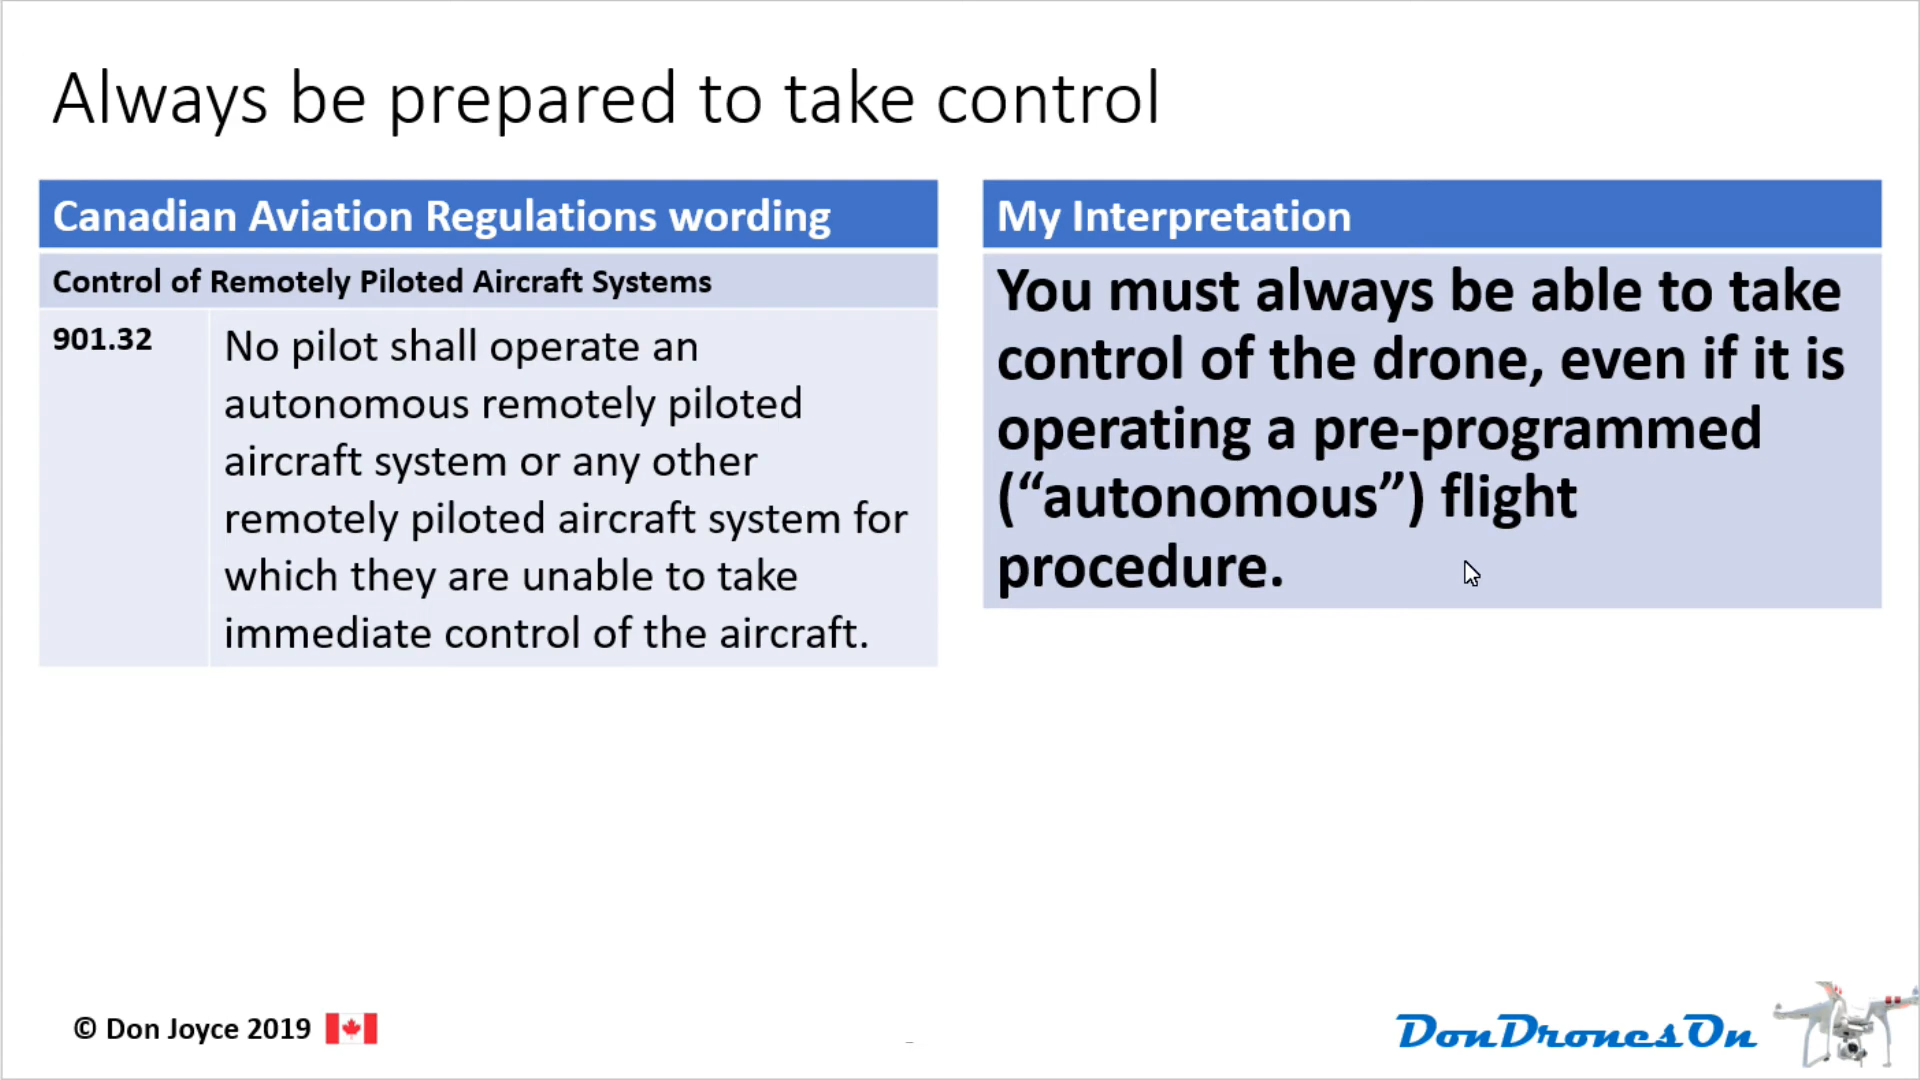 Always be prepared to take control
Canadian Aviation Regulations wording
Control of Remotely Piloted Aircraft Systems
901.32
No pilot shall operate an
autonomous remotely piloted
aircraft system or any other
remotely piloted aircraft system for
which they are unable to take
immediate control of the aircraft.
My Interpretation
You must always be able to take
control of the drone, even if it is
operating a pre-programmed
(“autonomous”) flight
procedure.
© Don Joyce 2019
DonDronesOn